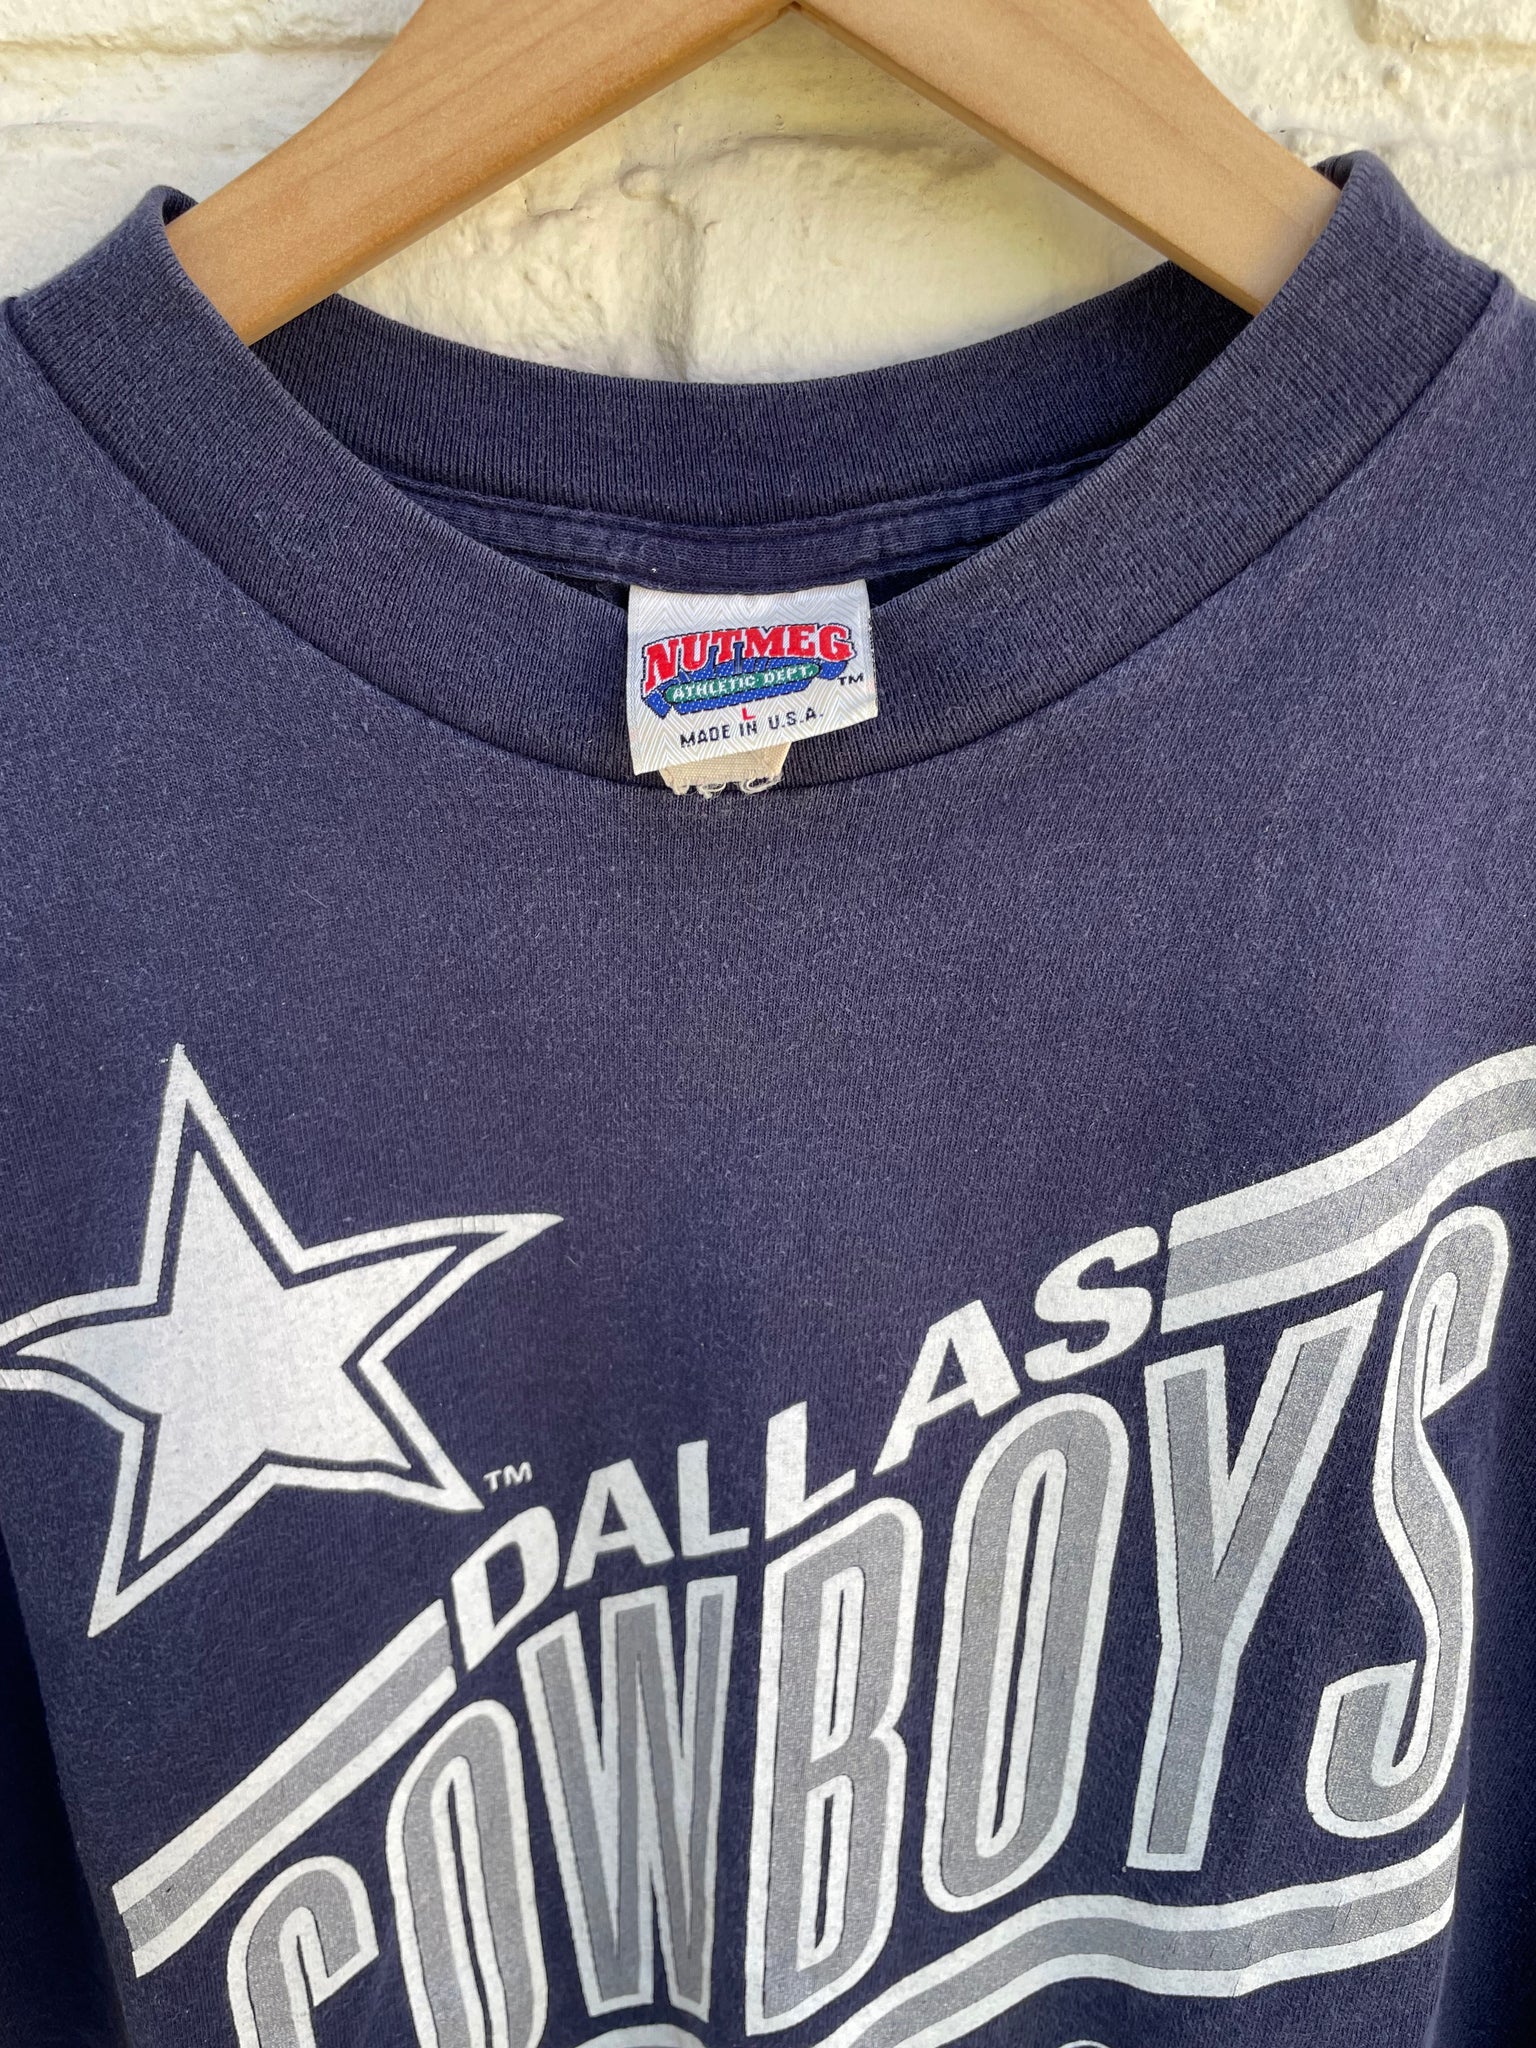 NUTMEG
ATHLETIC DEPT.
TM
L
MADE IN U.S.A.
TM
DALLAS
COWBOYS